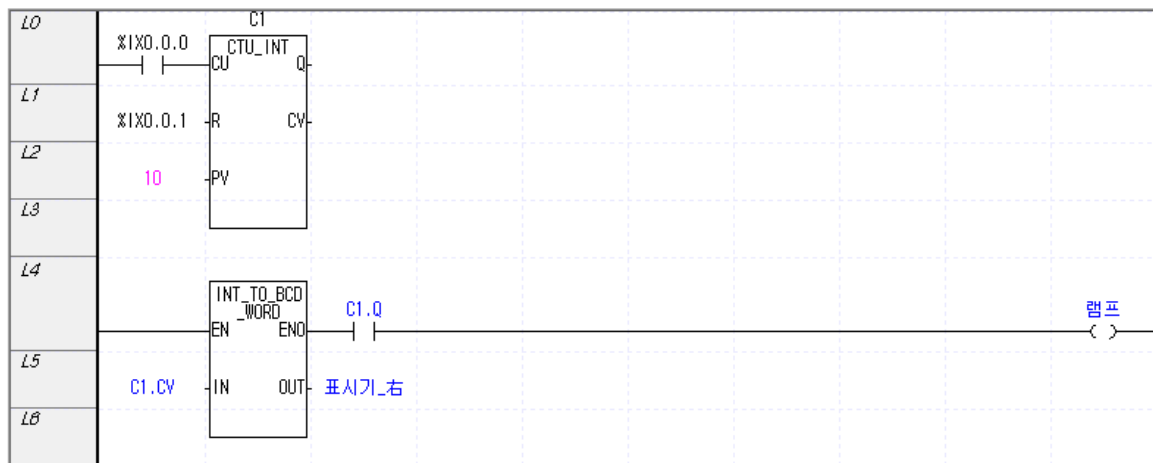 L0
C1
%IX0.0.0
CTU_INT
CU Q
L1
%IX0.0.1 R CV
L2
10 PV
L3
L4
INT_TO_BCD
_WORD
C1.Q
램프
EN ENO
L5
C1.CV IN OUT 표시기_右
L6